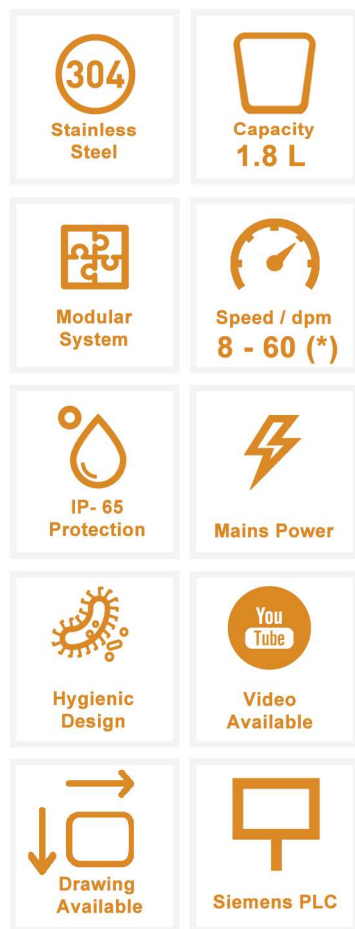 304
Stainless
Steel
Capacity
1.8 L
Modular
System
Speed / dpm
8 - 60 (*)
IP- 65
Protection
Mains Power
Hygienic
Design
You
Tube
Video
Available
Drawing
Available
Siemens PLC